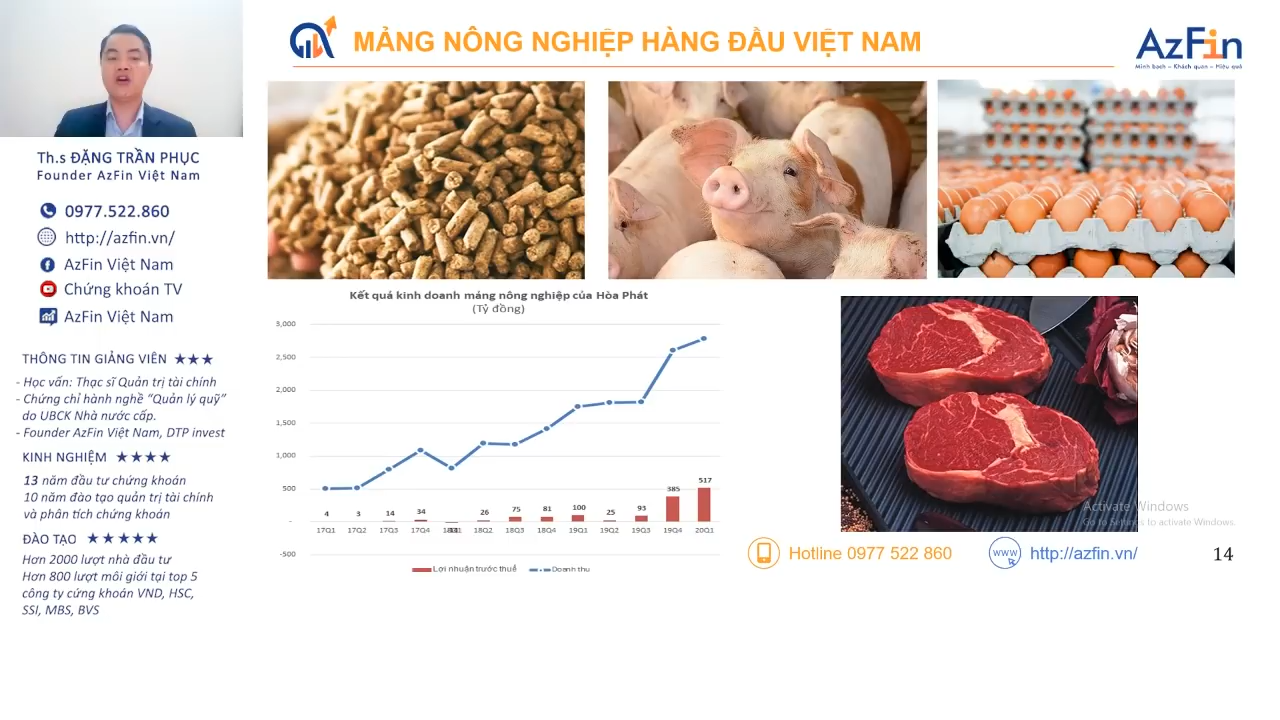 MẢNG NÔNG NGHIỆP HÀNG ĐẦU VIỆT NAM
AzFin
Minh bạch – Khách quan – Hiệu quả
Th.s ĐẶNG TRẦN PHỤC
Founder AzFin Việt Nam
0977.522.860
http://azfin.vn/
AzFin Việt Nam
Chứng khoán TV
AzFin Việt Nam
THÔNG TIN GIẢNG VIÊN ★★★
- Học vấn: Thạc sĩ Quản trị tài chính
- Chứng chỉ hành nghề “Quản lý quỹ”
do UBCK Nhà nước cấp.
- Founder AzFin Việt Nam, DTP invest
KINH NGHIỆM ★★★★
13 năm đầu tư chứng khoán
10 năm đào tạo quản trị tài chính
và phân tích chứng khoán
ĐÀO TẠO ★★★★★
Hơn 2000 lượt nhà đầu tư
Hơn 800 lượt môi giới tại top 5
công ty cứng khoán VND, HSC,
SSI, MBS, BVS
Kết quả kinh doanh mảng nông nghiệp của Hòa Phát
(Tỷ đồng)
3,000
2,500
2,000
1,500
1,000
500
-
-500
4 3 14 34 26 75 81 100 25 93 385 517
17Q1 17Q2 17Q3 17Q4 18Q2 18Q3 18Q4 19Q1 19Q2 19Q3 19Q4 20Q1
Lợi nhuận trước thuế Doanh thu
Activate Windows
Go to Settings to activate Windows.
Hotline 0977 522 860
www
http://azfin.vn/
14